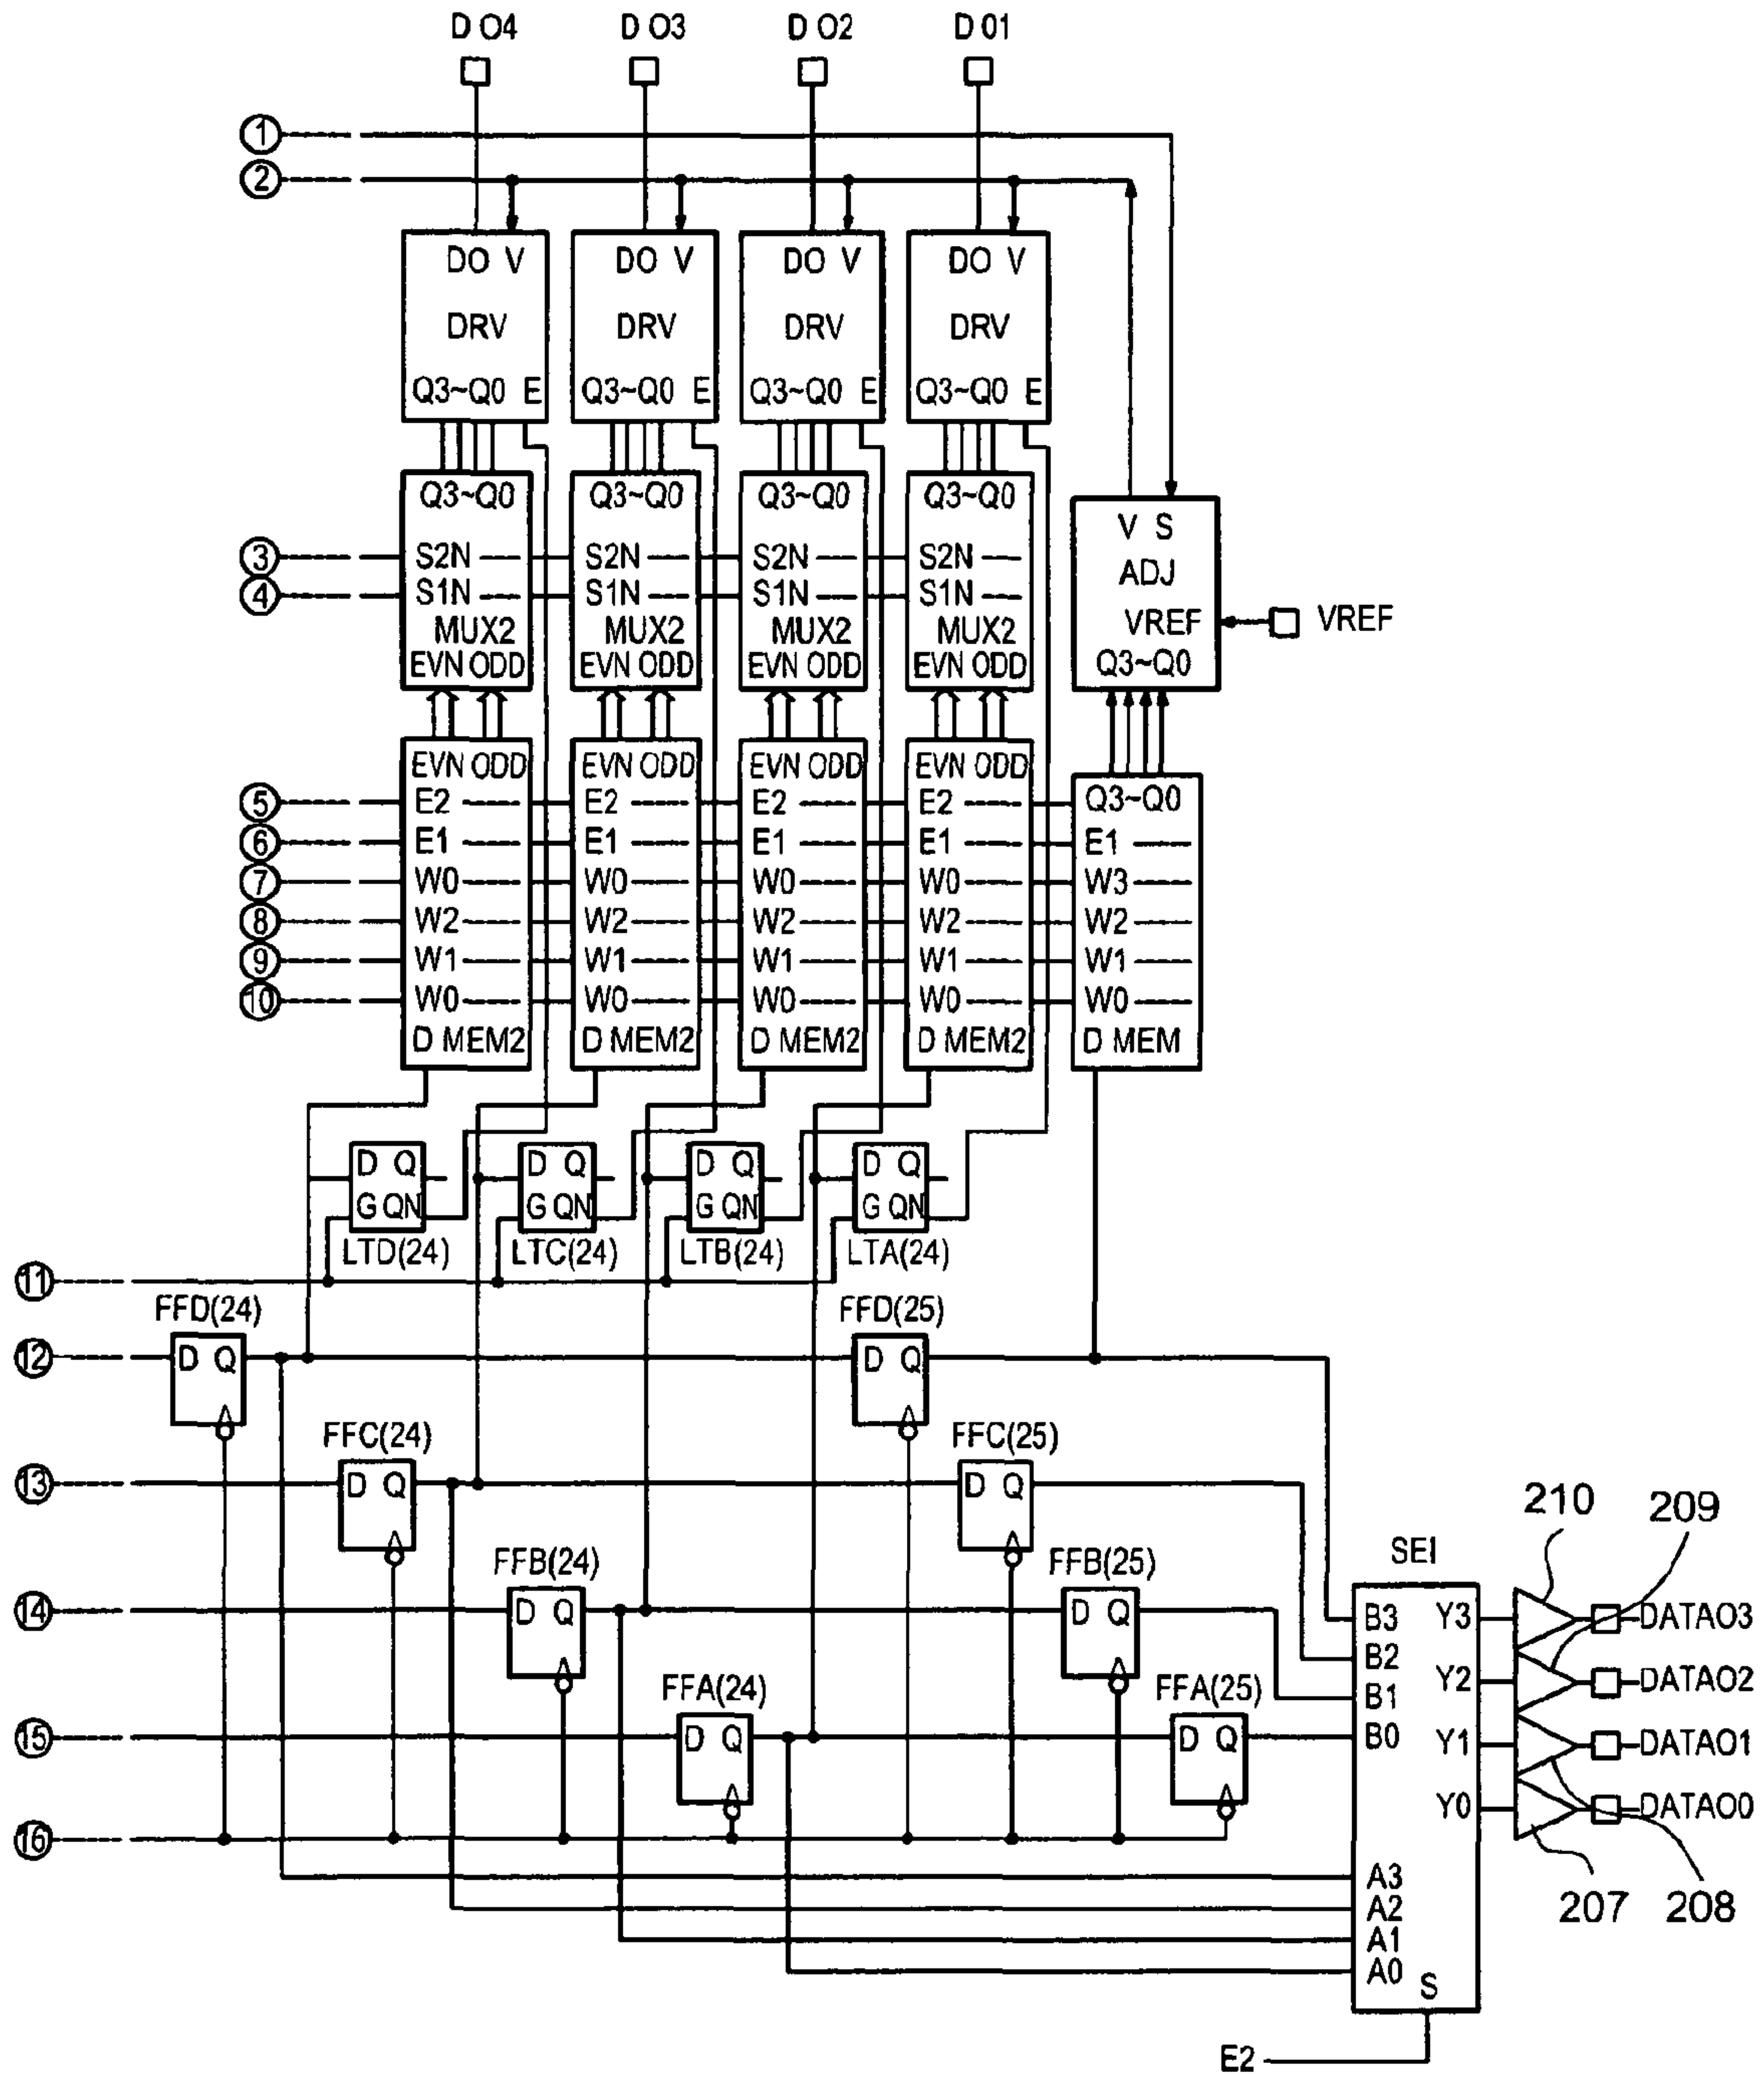 D O4 D O3 D O2 D 01
1
2
DO V DO V DO V DO V
DRV DRV DRV DRV
Q3~Q0 E Q3~Q0 E Q3~Q0 E Q3~Q0 E
Q3~Q0 Q3~Q0 Q3~Q0 Q3~Q0
V S
3 S2N S2N S2N S2N
ADJ
4 S1N S1N S1N S1N
VREF VREF
MUX2 MUX2 MUX2 MUX2
EVN ODD EVN ODD EVN ODD EVN ODD Q3~Q0
EVN ODD EVN ODD EVN ODD EVN ODD
5 E2 E2 E2 E2 Q3~Q0
6 E1 E1 E1 E1 E1
7 W0 W0 W0 W0 W3
8 W2 W2 W2 W2 W2
9 W1 W1 W1 W1 W1
10 W0 W0 W0 W0 W0
D MEM2 D MEM2 D MEM2 D MEM2 D MEM
D Q D Q D Q D Q
G QN G QN G QN G QN
LTD(24) LTC(24) LTB(24) LTA(24)
11
FFD(24) FFD(25)
12 D Q D Q
FFC(24) FFC(25)
13 D Q D Q
210 209
SEI
FFB(24) FFB(25)
14 D Q D Q B3 Y3 DATAO3
B2
FFA(24) FFA(25) B1 Y2 DATAO2
15 D Q D Q B0 Y1 DATAO1
Y0 DATAO0
16
A3
207 208
A2
A1
A0
S
E2